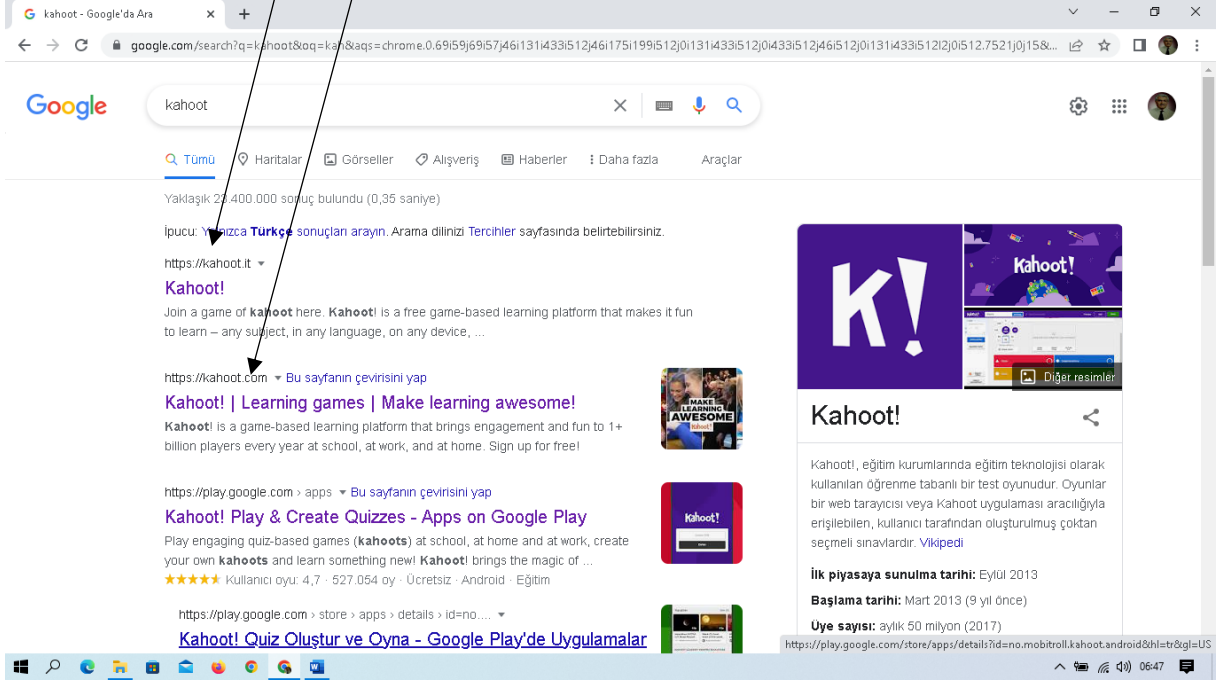 kahoot - Google'da Ara
google.com/search?q=kahoot&oq=kah&aqs=chrome.0.69i59j69i57j46i131i433i512j46i175i199i512j0i131i433i512j0i433i512j46i512j0i131i433i512l2j0i512.7521j0j15&...
Google
kahoot
Tümü
Haritalar
Görseller
Alışveriş
Haberler
Daha fazla
Araçlar
Yaklaşık 23.400.000 sonuç bulundu (0,35 saniye)
İpucu: Yalnızca Türkçe sonuçları arayın. Arama dilinizi Tercihler sayfasında belirtebilirsiniz.
https://kahoot.it
Kahoot!
Join a game of kahoot here. Kahoot! is a free game-based learning platform that makes it fun
to learn – any subject, in any language, on any device, ...
https://kahoot.com Bu sayfanın çevirisini yap
Kahoot! | Learning games | Make learning awesome!
Kahoot! is a game-based learning platform that brings engagement and fun to 1+
billion players every year at school, at work, and at home. Sign up for free!
MAKE
LEARNING
AWESOME
Kahoot!
https://play.google.com › apps Bu sayfanın çevirisini yap
Kahoot! Play & Create Quizzes - Apps on Google Play
Play engaging quiz-based games (kahoots) at school, at home and at work, create
your own kahoots and learn something new! Kahoot! brings the magic of ...
Kullanıcı oyu: 4,7 · 527.054 oy · Ücretsiz · Android · Eğitim
Kahoot!
https://play.google.com › store › apps › details › id=no....
Kahoot! Quiz Oluştur ve Oyna - Google Play'de Uygulamalar
K!
Kahoot!
Diğer resimler
Kahoot!
Kahoot!, eğitim kurumlarında eğitim teknolojisi olarak
kullanılan öğrenme tabanlı bir test oyunudur. Oyunlar
bir web tarayıcısı veya Kahoot uygulaması aracılığıyla
erişilebilen, kullanıcı tarafından oluşturulmuş çoktan
seçmeli sınavlardır. Vikipedi
İlk piyasaya sunulma tarihi: Eylül 2013
Başlama tarihi: Mart 2013 (9 yıl önce)
Üye sayısı: aylık 50 milyon (2017)
https://play.google.com/store/apps/details?id=no.mobitroll.kahoot.android&hl=tr&gl=US
06:47